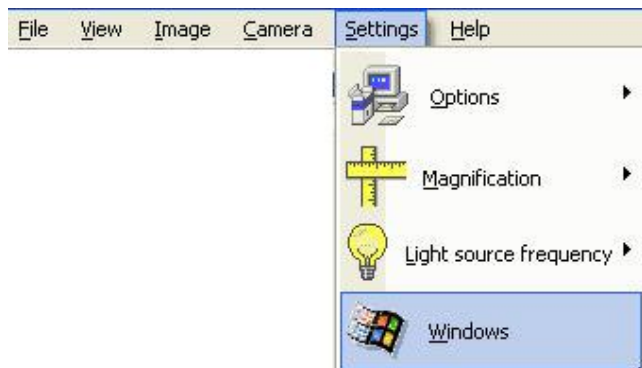 File View Image Camera Settings Help
Options
Magnification
Light source frequency
Windows